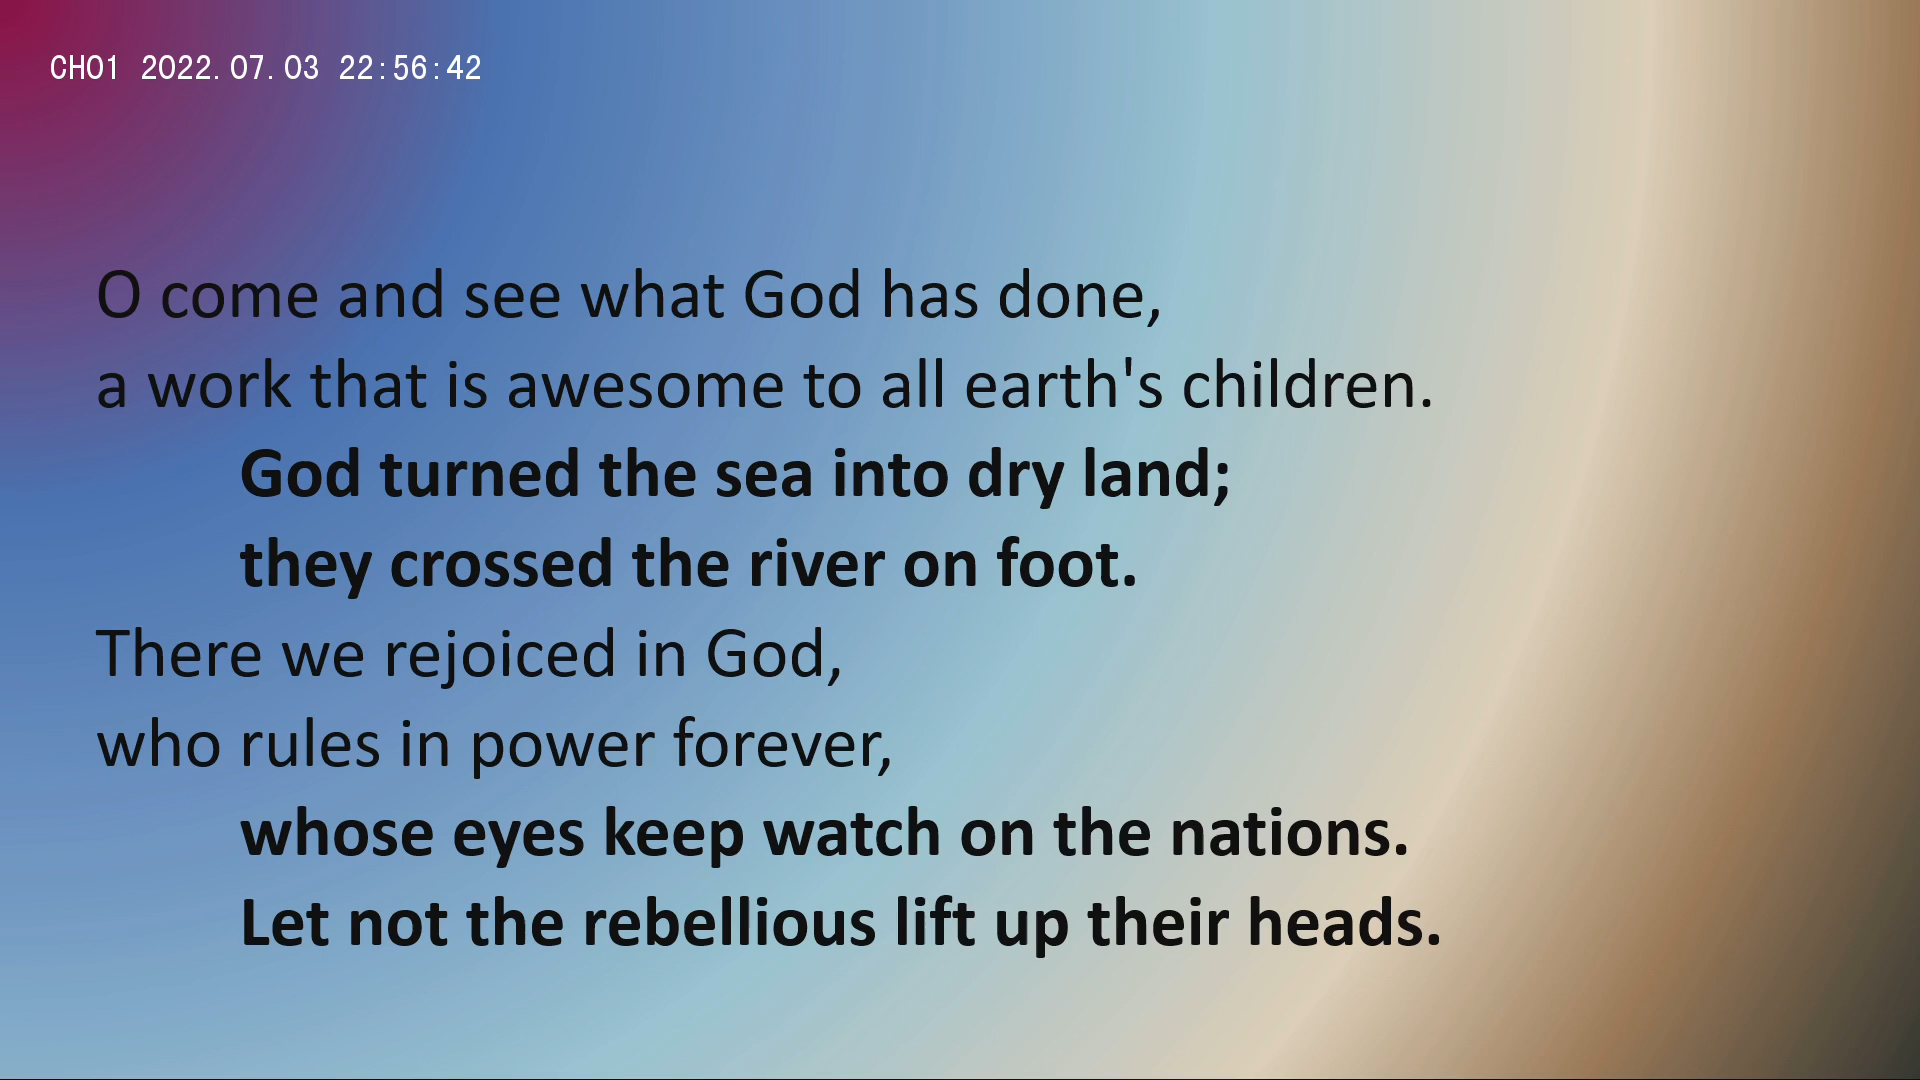 CH01 2022.07.03 22:56:42
O come and see what God has done,
a work that is awesome to all earth's children.
God turned the sea into dry land;
they crossed the river on foot.
There we rejoiced in God,
who rules in power forever,
whose eyes keep watch on the nations.
Let not the rebellious lift up their heads.